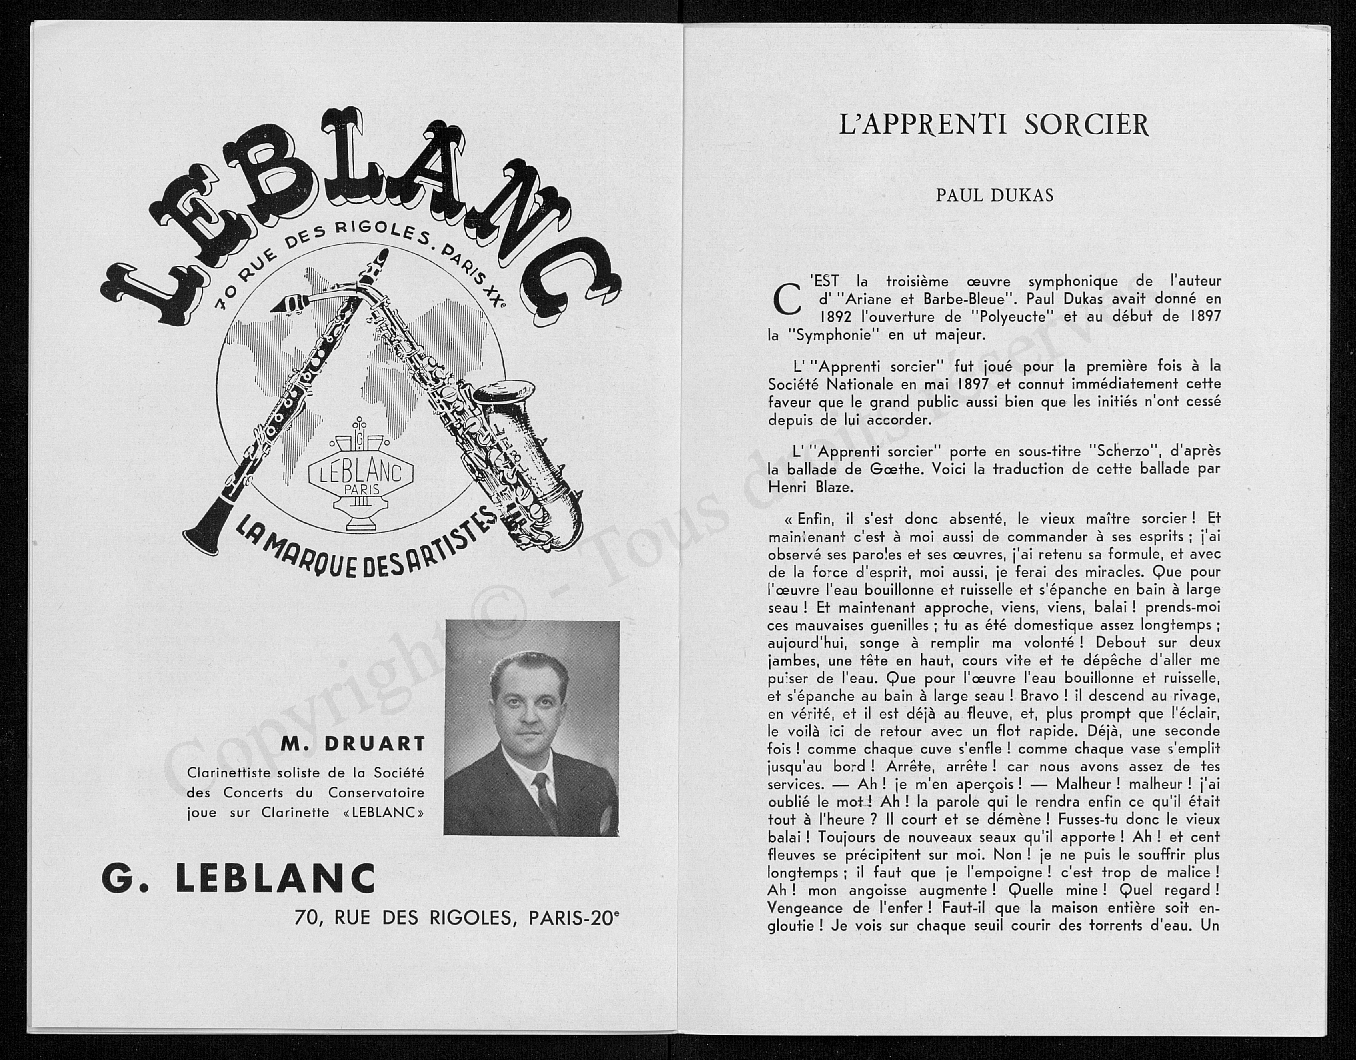 LEBLANC
70 RUE DES RIGOLES. PARIS XXe
LEBLANC
PARIS
LA MARQUE DES ARTISTES
M. DRUART
Clarinettiste soliste de la Société
des Concerts du Conservatoire
joue sur Clarinette «LEBLANC»
G. LEBLANC
70, RUE DES RIGOLES, PARIS-20e
L'APPRENTI SORCIER
PAUL DUKAS
C'EST la troisième œuvre symphonique de l'auteur
d' "Ariane et Barbe-Bleue". Paul Dukas avait donné en
1892 l'ouverture de "Polyeucte" et au début de 1897
la "Symphonie" en ut majeur.
L' "Apprenti sorcier" fut joué pour la première fois à la
Société Nationale en mai 1897 et connut immédiatement cette
faveur que le grand public aussi bien que les initiés n'ont cessé
depuis de lui accorder.
L' "Apprenti sorcier" porte en sous-titre "Scherzo", d'après
la ballade de Gœthe. Voici la traduction de cette ballade par
Henri Blaze.
« Enfin, il s'est donc absenté, le vieux maître sorcier ! Et
maintenant c'est à moi aussi de commander à ses esprits ; j'ai
observé ses paroles et ses œuvres, j'ai retenu sa formule, et avec
de la force d'esprit, moi aussi, je ferai des miracles. Que pour
l'œuvre l'eau bouillonne et ruisselle et s'épanche en bain à large
seau ! Et maintenant approche, viens, viens, balai ! prends-moi
ces mauvaises guenilles ; tu as été domestique assez longtemps ;
aujourd'hui, songe à remplir ma volonté ! Debout sur deux
jambes, une tête en haut, cours vite et te dépêche d'aller me
puiser de l'eau. Que pour l'œuvre l'eau bouillonne et ruisselle,
et s'épanche au bain à large seau ! Bravo ! il descend au rivage,
en vérité, et il est déjà au fleuve, et, plus prompt que l'éclair,
le voilà ici de retour avec un flot rapide. Déjà, une seconde
fois ! comme chaque cuve s'enfle ! comme chaque vase s'emplit
jusqu'au bord ! Arrête, arrête ! car nous avons assez de tes
services. — Ah ! je m'en aperçois ! — Malheur ! malheur ! j'ai
oublié le mot ! Ah ! la parole qui le rendra enfin ce qu'il était
tout à l'heure ? Il court et se démène ! Fusses-tu donc le vieux
balai ! Toujours de nouveaux seaux qu'il apporte ! Ah ! et cent
fleuves se précipitent sur moi. Non ! je ne puis le souffrir plus
longtemps ; il faut que je l'empoigne ! c'est trop de malice !
Ah ! mon angoisse augmente ! Quelle mine ! Quel regard !
Vengeance de l'enfer ! Faut-il que la maison entière soit en-
gloutie ! Je vois sur chaque seuil courir des torrents d'eau. Un
Copyright © - Tous droits réservés